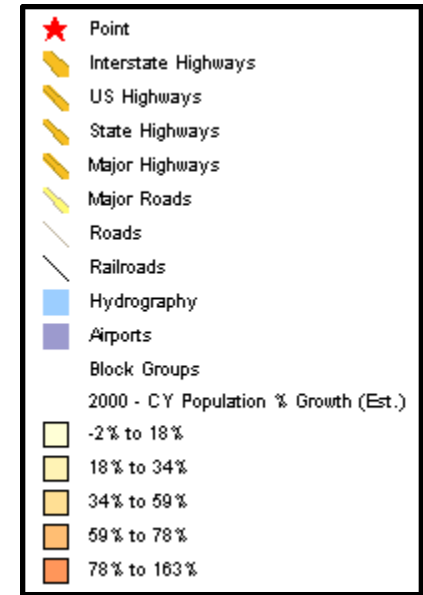 Point
Interstate Highways
US Highways
State Highways
Major Highways
Major Roads
Roads
Railroads
Hydrography
Airports
Block Groups
2000 - CY Population % Growth (Est.)
-2% to 18%
18% to 34%
34% to 59%
59% to 78%
78% to 163%